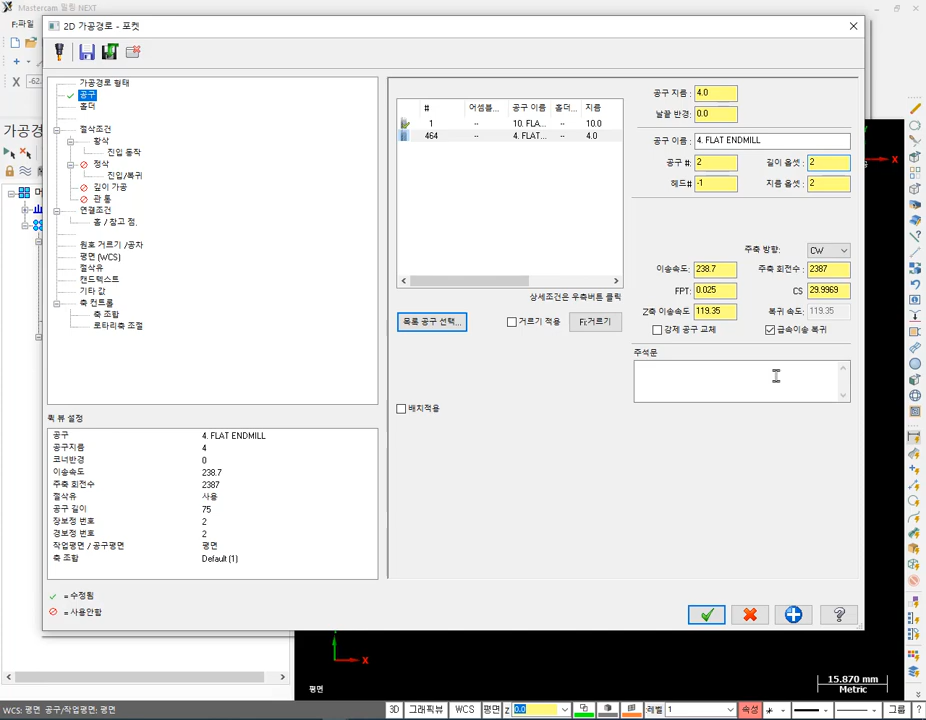 Mastercam 밀링 NEXT
F:파일
2D 가공경로 - 포켓
가공경로 형태
공구
홀더
절삭조건
황삭
진입 동작
정삭
진입/복귀
깊이 가공
관 통
연결조건
홈 / 참고 점,
원호 거르기 /공차
평면 (WCS)
절삭유
캔드텍스트
기타 값
축 컨트롤
축 조합
로타리축 조절
# 어셈블... 공구 이름 홀더... 지름
1 -- 10. FLA... -- 10.0
464 -- 4. FLAT... -- 4.0
상세조건은 우측버튼 클릭
목록 공구 선택...
거르기 적용
F:거르기
배치적용
공구 지름 : 4.0
날끝 반경: 0.0
공구 이름: 4. FLAT ENDMILL
공구 #: 2 길이 옵셋: 2
헤드# -1 지름 옵셋: 2
주축 방향: CW
이송속도: 238.7 주축 회전수: 2387
FPT: 0.025 CS 29.9969
Z축 이송속도: 119.35 복귀 속도: 119.35
강제 공구 교체 급속이송 복귀
주석문
퀵 뷰 설정
공구 4. FLAT ENDMILL
공구지름 4
코너반경 0
이송속도 238.7
주축 회전수 2387
절삭유 사용
공구 길이 75
장보정 번호 2
경보정 번호 2
작업평면 / 공구평면 평면
축 조합 Default (1)
= 수정됨
= 사용안함
가공경
X -62
X
X
평면
15.870 mm
Metric
WCS: 평면 공구/작업평면: 평면
3D 그래픽뷰 WCS 평면 Z 0.0 레벨 1 속성 그룹